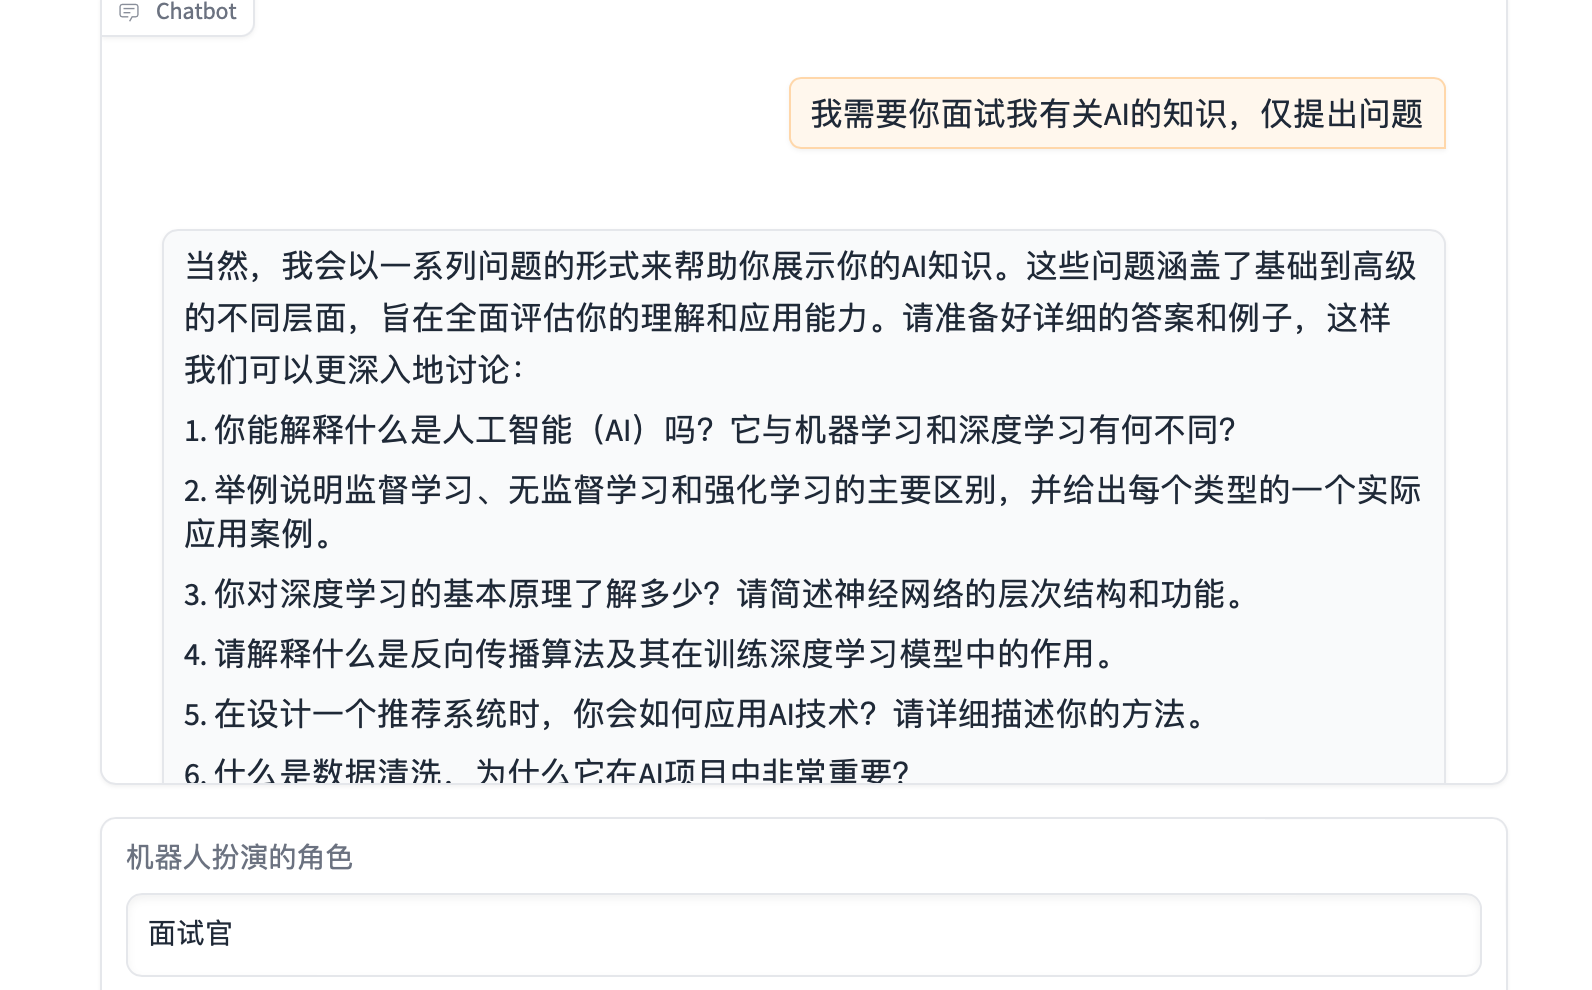 Chatbot
我需要你面试我有关AI的知识，仅提出问题
当然，我会以一系列问题的形式来帮助你展示你的AI知识。这些问题涵盖了基础到高级
的不同层面，旨在全面评估你的理解和应用能力。请准备好详细的答案和例子，这样
我们可以更深入地讨论：
1. 你能解释什么是人工智能（AI）吗？它与机器学习和深度学习有何不同？
2. 举例说明监督学习、无监督学习和强化学习的主要区别，并给出每个类型的一个实际
应用案例。
3. 你对深度学习的基本原理了解多少？请简述神经网络的层次结构和功能。
4. 请解释什么是反向传播算法及其在训练深度学习模型中的作用。
5. 在设计一个推荐系统时，你会如何应用AI技术？请详细描述你的方法。
6. 什么是数据清洗，为什么它在AI项目中非常重要？
机器人扮演的角色
面试官